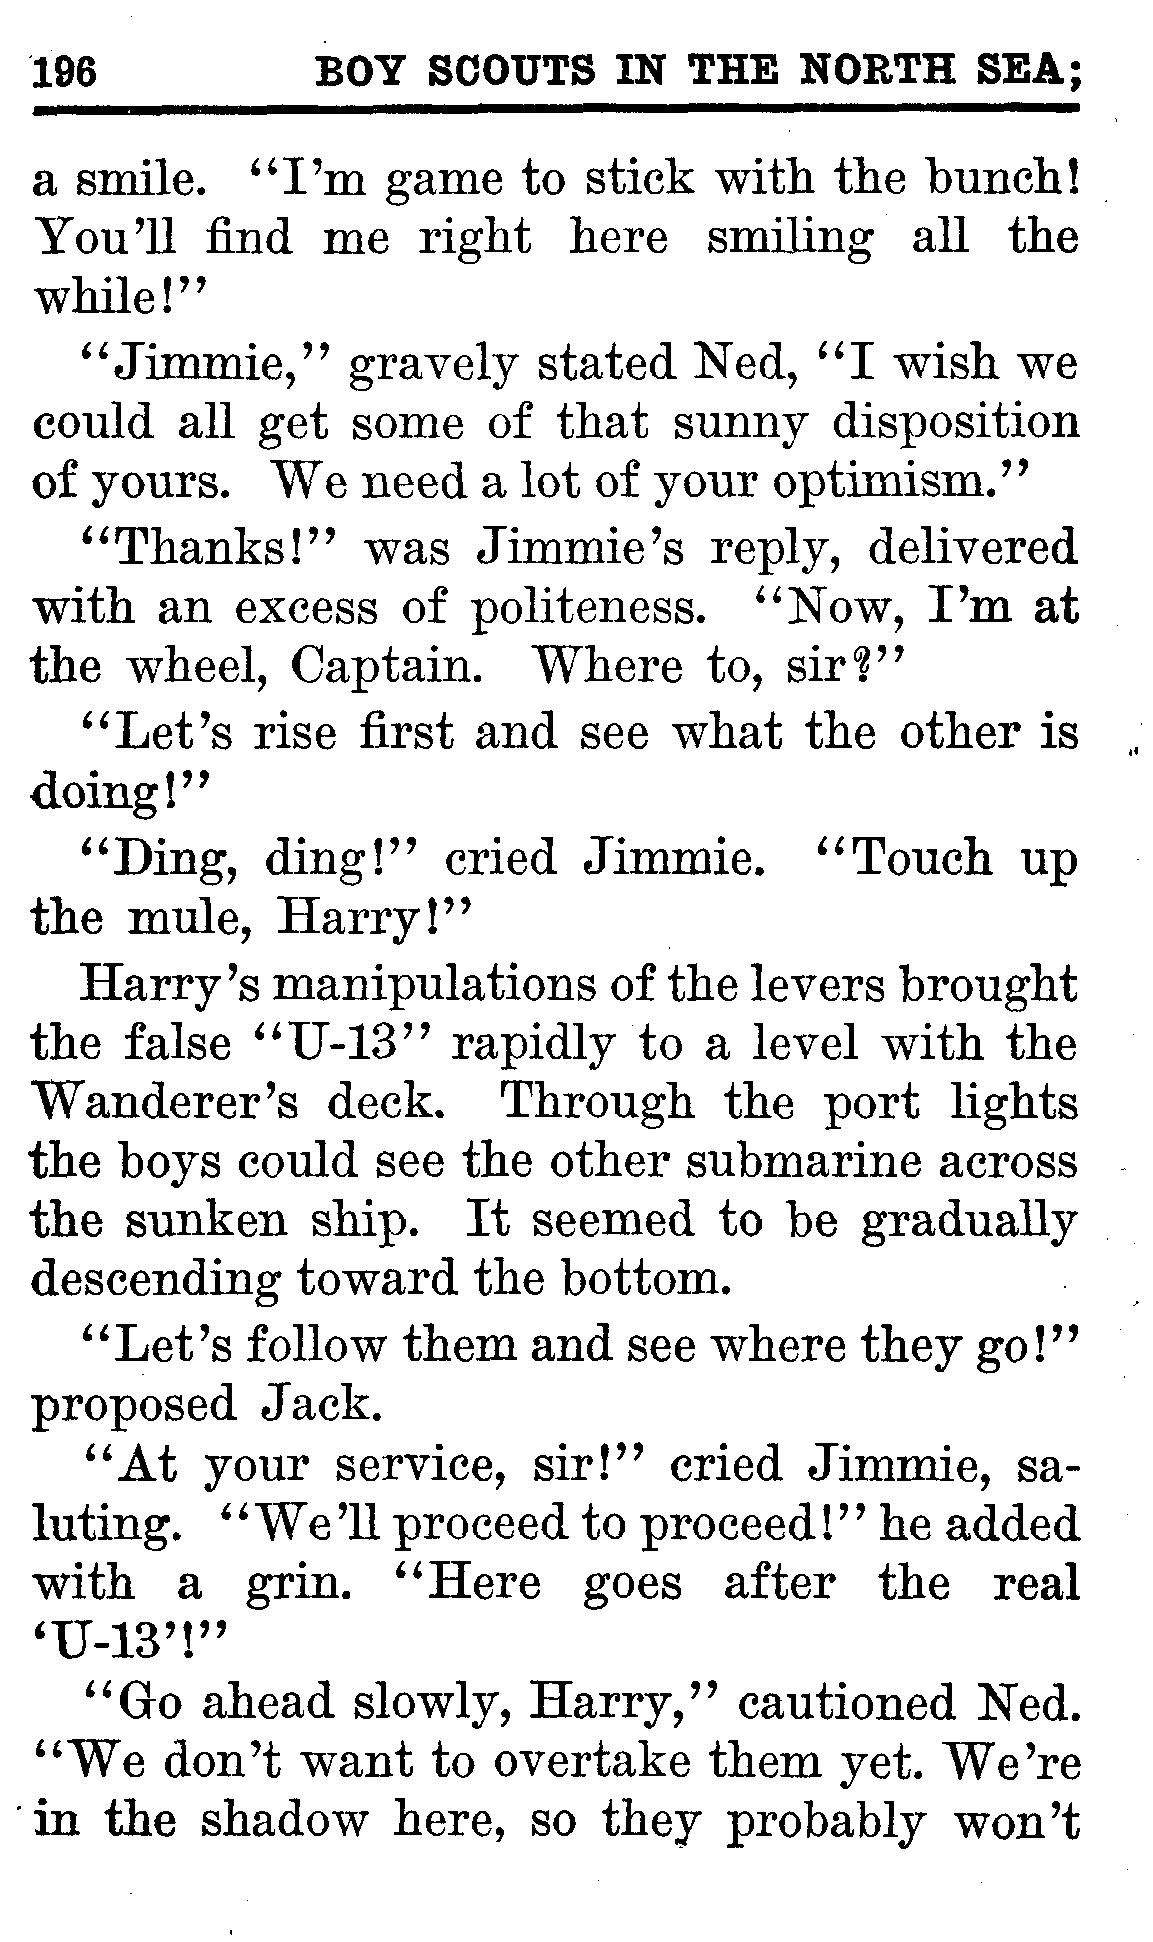 196 BOY SCOUTS IN THE NORTH SEA;
a smile. “I’m game to stick with the bunch!
You’ll find me right here smiling all the
while!”
“Jimmie,” gravely stated Ned, “I wish we
could all get some of that sunny disposition
of yours. We need a lot of your optimism.”
“Thanks!” was Jimmie’s reply, delivered
with an excess of politeness. “Now, I’m at
the wheel, Captain. Where to, sir?”
“Let’s rise first and see what the other is
doing!”
“Ding, ding!” cried Jimmie. “Touch up
the mule, Harry!”
Harry’s manipulations of the levers brought
the false “U-13” rapidly to a level with the
Wanderer’s deck. Through the port lights
the boys could see the other submarine across
the sunken ship. It seemed to be gradually
descending toward the bottom.
“Let’s follow them and see where they go!”
proposed Jack.
“At your service, sir!” cried Jimmie, sa-
luting. “We’ll proceed to proceed!” he added
with a grin. “Here goes after the real
‘U-13’!”
“Go ahead slowly, Harry,” cautioned Ned.
“We don’t want to overtake them yet. We’re
in the shadow here, so they probably won’t